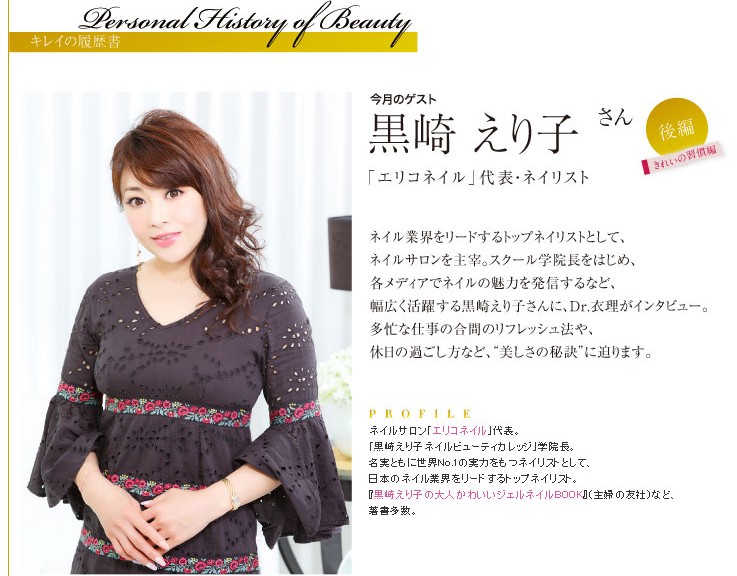 Personal History of Beauty
キレイの履歴書
今月のゲスト
黒崎 えり子 さん
後編
きれいの習慣編
「エリコネイル」代表・ネイリスト
ネイル業界をリードするトップネイリストとして、
ネイルサロンを主宰。スクール学院長をはじめ、
各メディアでネイルの魅力を発信するなど、
幅広く活躍する黒崎えり子さんに、Dr.衣理がインタビュー。
多忙な仕事の合間のリフレッシュ法や、
休日の過ごし方など、“美しさの秘訣”に迫ります。
PROFILE
ネイルサロン「エリコネイル」代表。
「黒崎えり子ネイルビューティカレッジ」学院長。
名実ともに世界No.1の実力をもつネイリストとして、
日本のネイル業界をリードするトップネイリスト。
『黒崎えり子の大人かわいいジェルネイルBOOK』(主婦の友社)など、
著書多数。